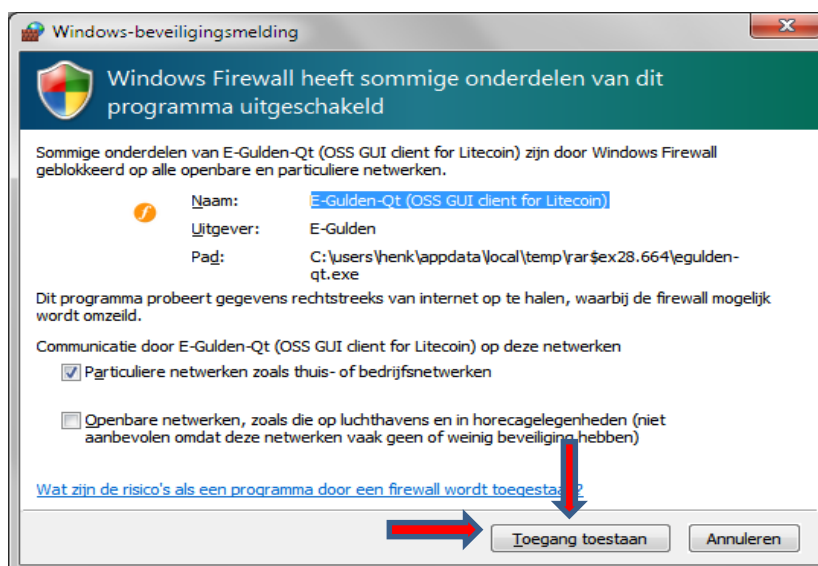 Windows-beveiligingsmelding
Windows Firewall heeft sommige onderdelen van dit
programma uitgeschakeld
Sommige onderdelen van E-Gulden-Qt (OSS GUI client for Litecoin) zijn door Windows Firewall
geblokkeerd op alle openbare en particuliere netwerken.
Naam: E-Gulden-Qt (OSS GUI client for Litecoin)
Uitgever: E-Gulden
Pad: C:\users\henk\appdata\local\temp\rar$ex28.664\egulden-
qt.exe
Dit programma probeert gegevens rechtstreeks van internet op te halen, waarbij de firewall mogelijk
wordt omzeild.
Communicatie door E-Gulden-Qt (OSS GUI client for Litecoin) op deze netwerken
Particuliere netwerken zoals thuis- of bedrijfsnetwerken
Openbare netwerken, zoals die op luchthavens en in horecagelegenheden (niet
aanbevolen omdat deze netwerken vaak geen of weinig beveiliging hebben)
Wat zijn de risico's als een programma door een firewall wordt toegestaan?
Toegang toestaan Annuleren